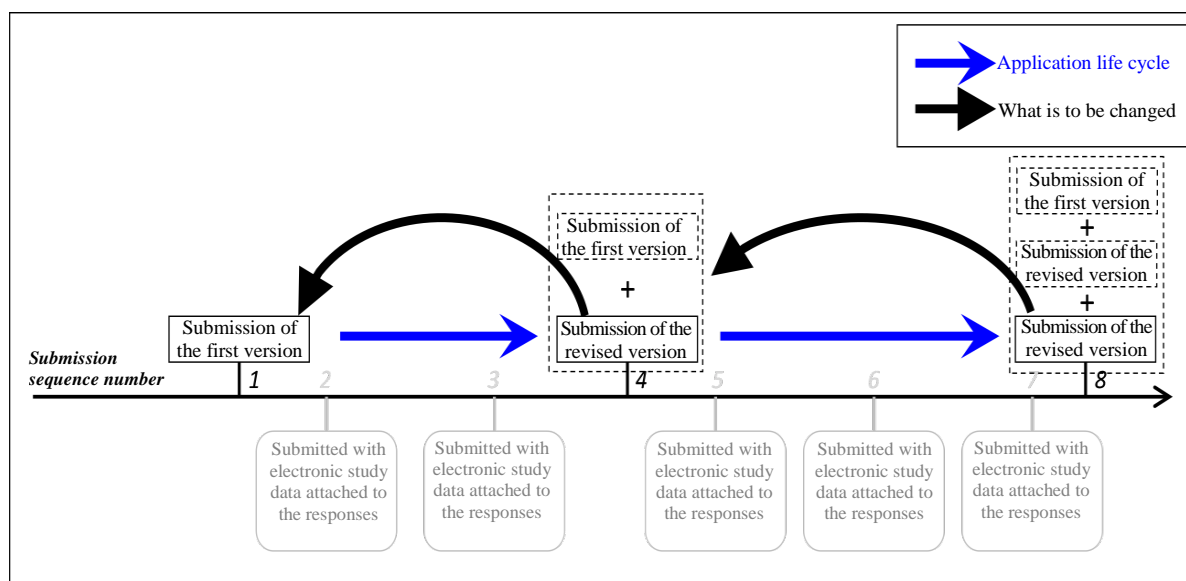 Application life cycle
What is to be changed
Submission of
the first version
+
Submission of the
revised version
+
Submission of the
revised version
Submission of
the first version
+
Submission of the
revised version
Submission of
the first version
Submission
sequence number
1
2
3
4
5
6
7
8
Submitted with
electronic study
data attached to
the responses
Submitted with
electronic study
data attached to
the responses
Submitted with
electronic study
data attached to
the responses
Submitted with
electronic study
data attached to
the responses
Submitted with
electronic study
data attached to
the responses